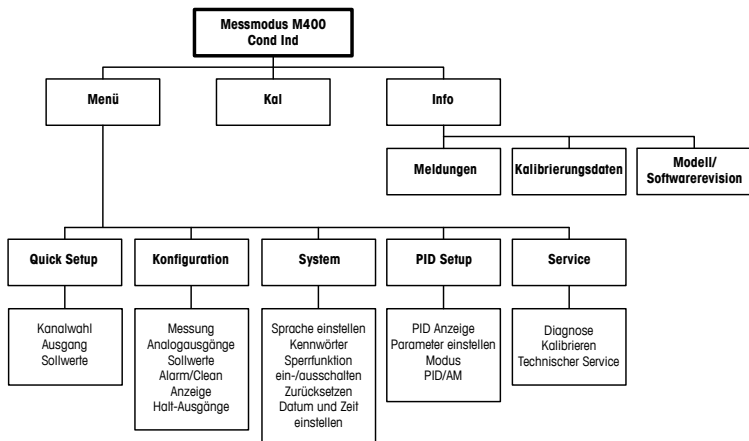 Messmodus M400
Cond Ind
Menü
Kal
Info
Meldungen
Kalibrierungsdaten
Modell/
Softwarerevision
Quick Setup
Konfiguration
System
PID Setup
Service
Kanalwahl
Ausgang
Sollwerte
Messung
Analogausgänge
Sollwerte
Alarm/Clean
Anzeige
Halt-Ausgänge
Sprache einstellen
Kennwörter
Sperrfunktion
ein-/ausschalten
Zurücksetzen
Datum und Zeit
einstellen
PID Anzeige
Parameter einstellen
Modus
PID/AM
Diagnose
Kalibrieren
Technischer Service